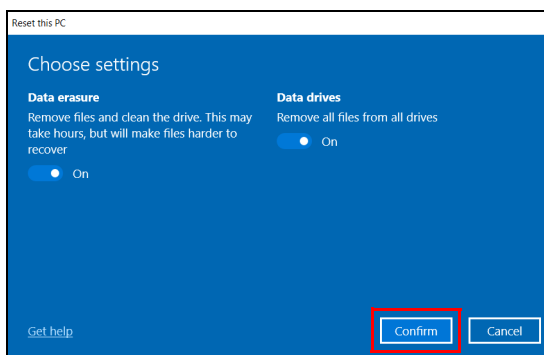 Reset this PC
Choose settings
Data erasure
Remove files and clean the drive. This may
take hours, but will make files harder to
recover
On
Data drives
Remove all files from all drives
On
Get help
Confirm
Cancel